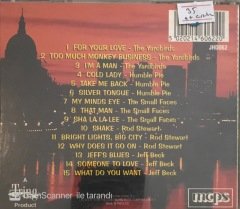 35
JHD082
1 FOR YOUR LOVE - The Yardbirds
2 TOO MUCH MONKEY BUSINESS - The Yardbirds
3 I'M A MAN - The Yardbirds
4 COLD LADY - Humble Pie
5 TAKE ME BACK - Humble Pie
6 SILVER TONGUE - Humble Pie
7 MY MINDS EYE - The Small Faces
8 THAT MAN - The Small Faces
9 SHA LA LA LEE - The Small Faces
10 SHAKE - Rod Stewart
11 BRIGHT LIGHTS, BIG CITY - Rod Stewart
12 WHY DOES IT GO ON - Rod Stewart
13 JEFF'S BLUES - Jeff Beck
14 SOMEONE TO LOVE - Jeff Beck
15 WHAT DO YOU WANT - Jeff Beck
A
mcps
CamScanner ile tarandı